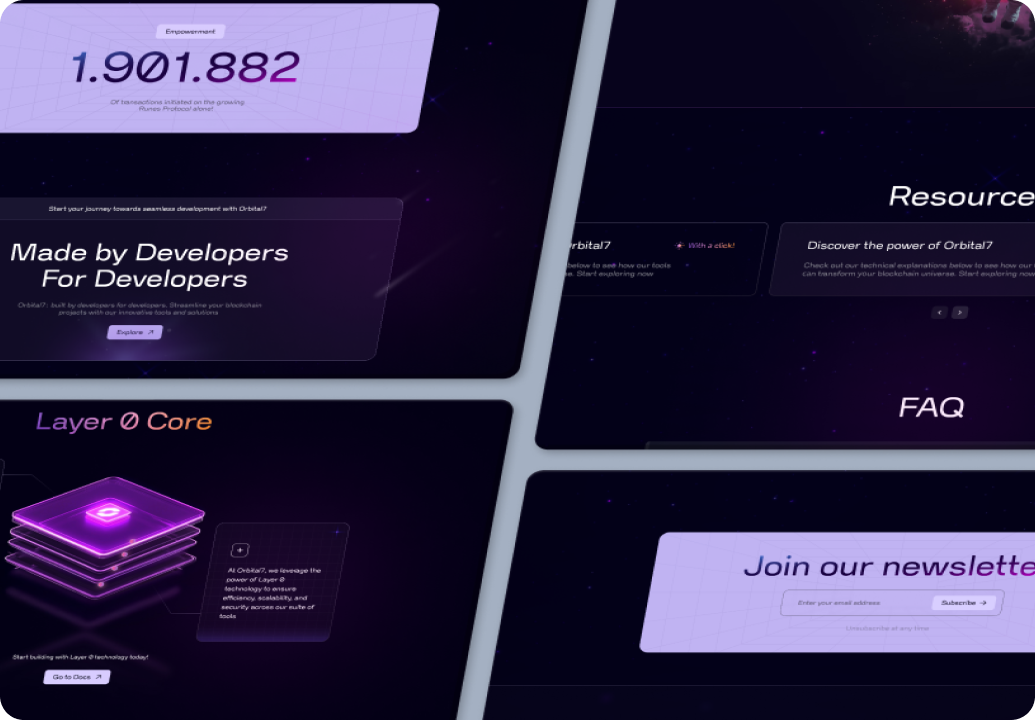 Empowerment
1.901.882
Of transactions initiated on the growing
Runes Protocol alone!
Start your journey towards seamless development with Orbital7?
Made by Developers
For Developers
Orbital7: built by developers for developers. Streamline your blockchain
projects with our innovative tools and solutions
Explore
Layer 0 Core
At Orbital7, we leverage the
power of Layer 0
technology to ensure
efficiency, scalability, and
security across our suite of
tools
Start building with Layer 0 technology today!
Go to Docs
Resource
rbital7
With a click!
below to see how our tools
se. Start exploring now
Discover the power of Orbital7
Check out our technical explanations below to see how our
can transform your blockchain universe. Start exploring now
FAQ
Join our newslette
Enter your email address
Subscribe
Unsubscribe at any time